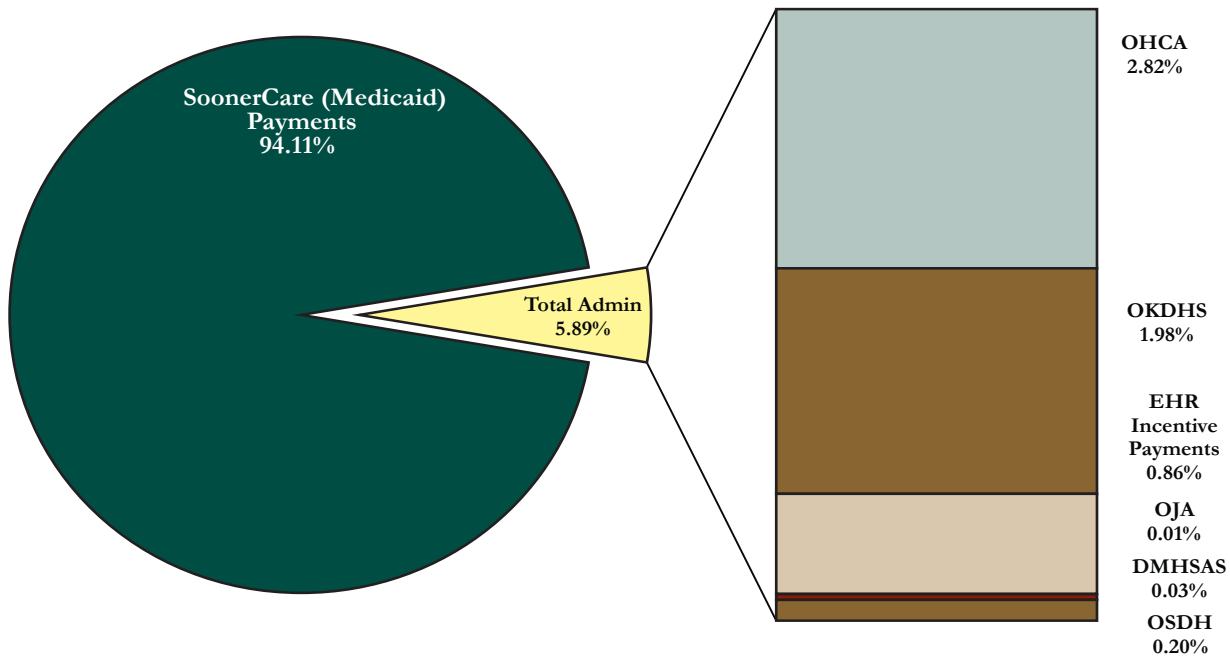 SoonerCare (Medicaid)
Payments
94.11%
Total Admin
5.89%
OHCA
2.82%
OKDHS
1.98%
EHR
Incentive
Payments
0.86%
OJA
0.01%
DMHSAS
0.03%
OSDH
0.20%